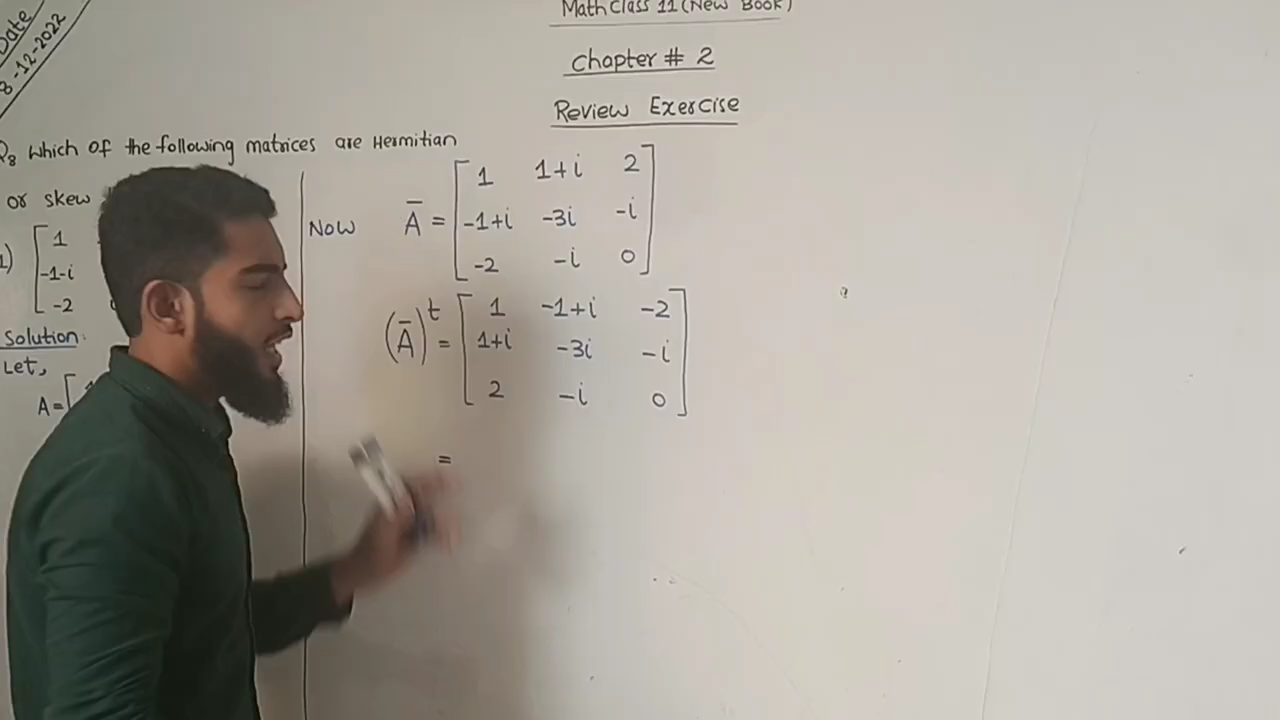 Date
8-12-2022
Math Class 11 (New Book)
Chapter # 2
Review Exercise
Q8 Which of the following matrices are Hermitian
or skew
1) [ 1
-1-i
-2
Solution:
Let,
A = [
Now Ā = [ 1 1+i 2
-1+i -3i -i
-2 -i 0 ]
(Ā)^t = [ 1 -1+i -2
1+i -3i -i
2 -i 0 ]
=